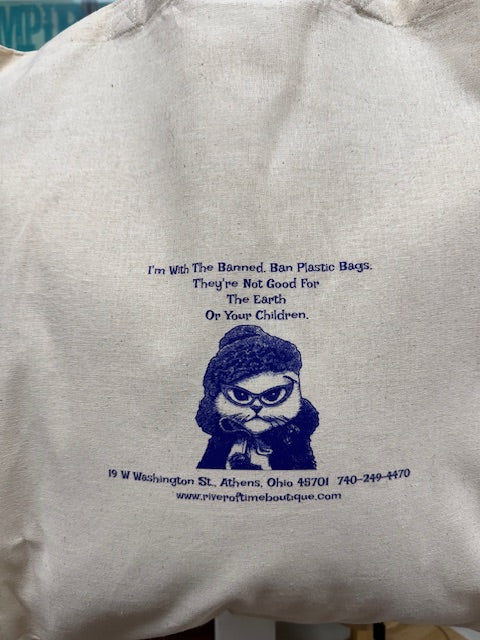 MPI
I'm With The Banned. Ban Plastic Bags.
They're Not Good For
The Earth
Or Your Children.
19 W Washington St., Athens, Ohio 45701 740-249-4470
www.riveroftimeboutique.com